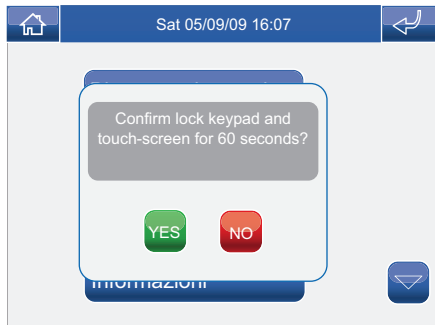 Sat 05/09/09 16:07
Confirm lock keypad and
touch-screen for 60 seconds?
YES
NO
Informazioni